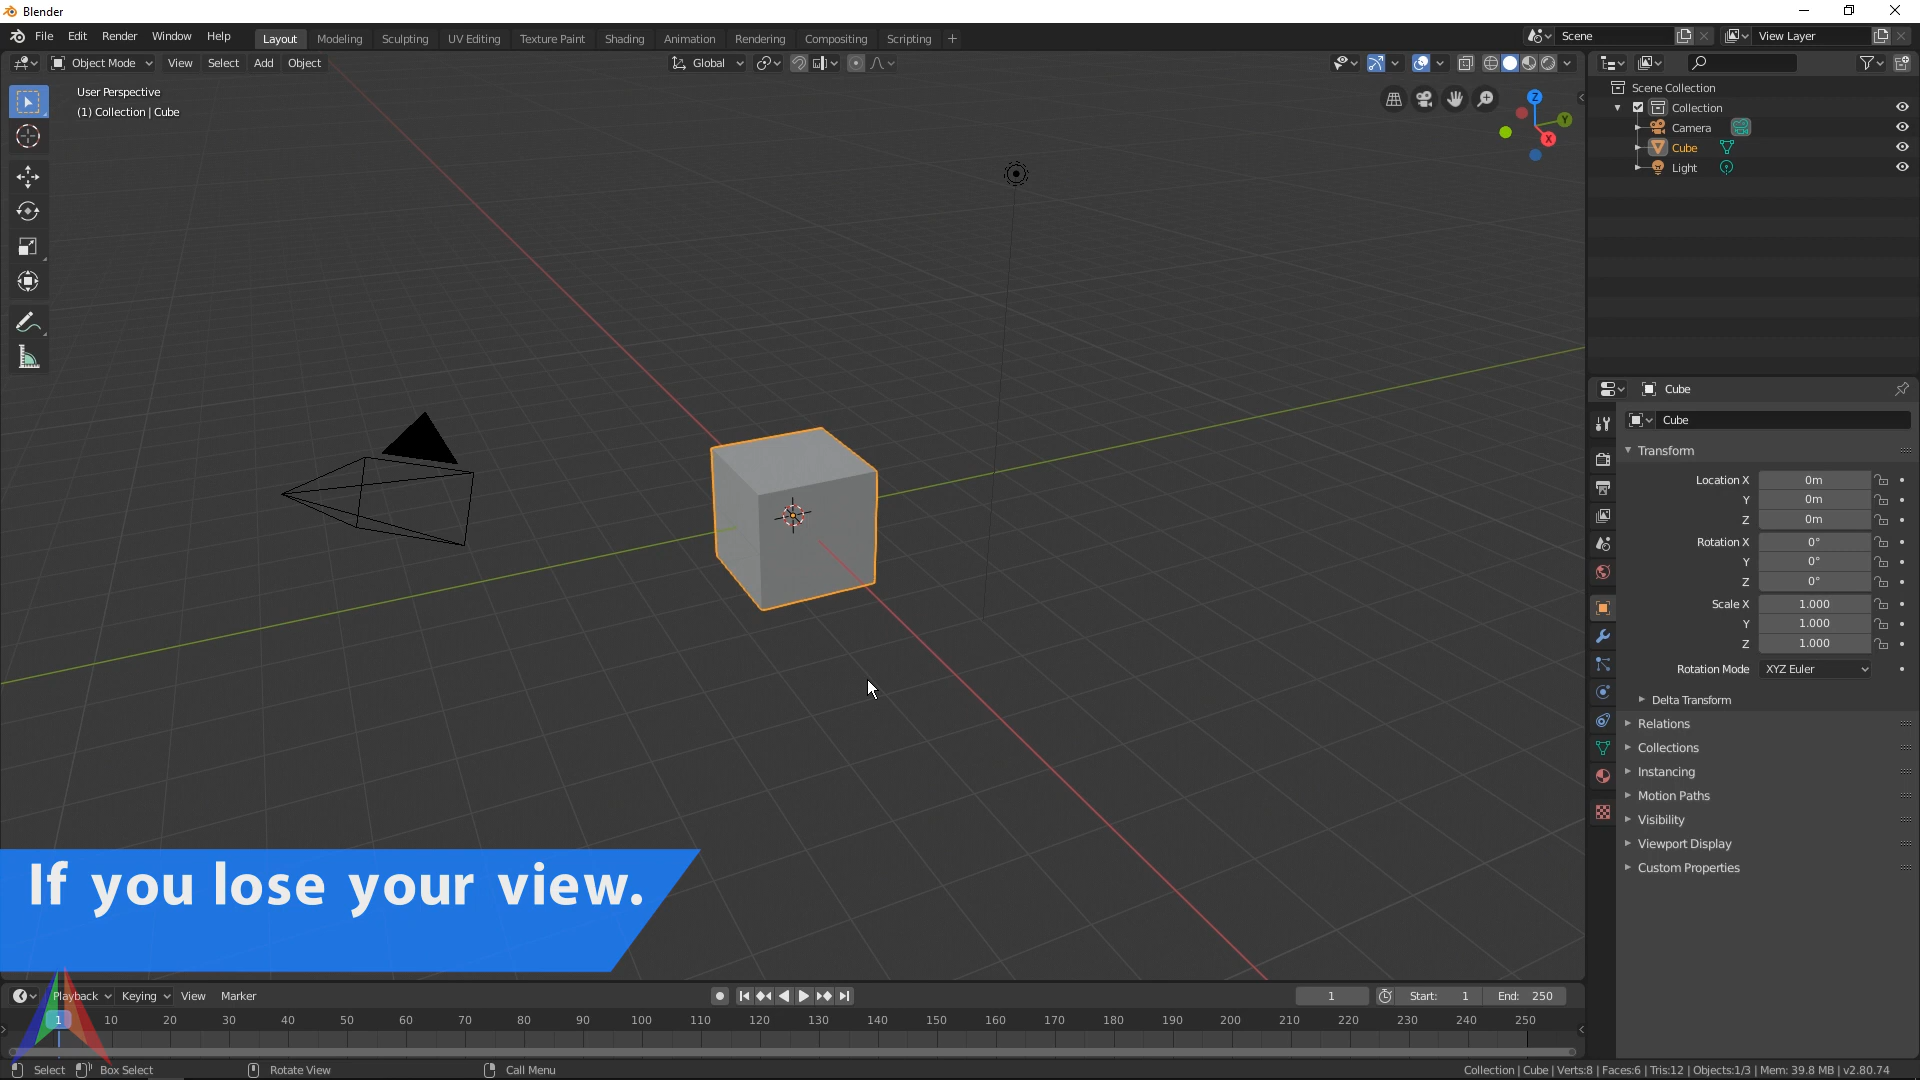 Blender
File Edit Render Window Help
Layout Modeling Sculpting UV Editing Texture Paint Shading Animation Rendering Compositing Scripting +
Scene
View Layer
Object Mode View Select Add Object
Global
User Perspective
(1) Collection | Cube
Z
Y
X
Scene Collection
Collection
Camera
Cube
Light
Cube
Cube
Transform
Location X 0m
Y 0m
Z 0m
Rotation X 0°
Y 0°
Z 0°
Scale X 1.000
Y 1.000
Z 1.000
Rotation Mode XYZ Euler
Delta Transform
Relations
Collections
Instancing
Motion Paths
Visibility
Viewport Display
Custom Properties
If you lose your view.
Playback Keying View Marker
1 Start: 1 End: 250
1 10 20 30 40 50 60 70 80 90 100 110 120 130 140 150 160 170 180 190 200 210 220 230 240 250
Select Box Select Rotate View Call Menu
Collection | Cube | Verts:8 | Faces:6 | Tris:12 | Objects:1/3 | Mem: 39.8 MB | v2.80.74